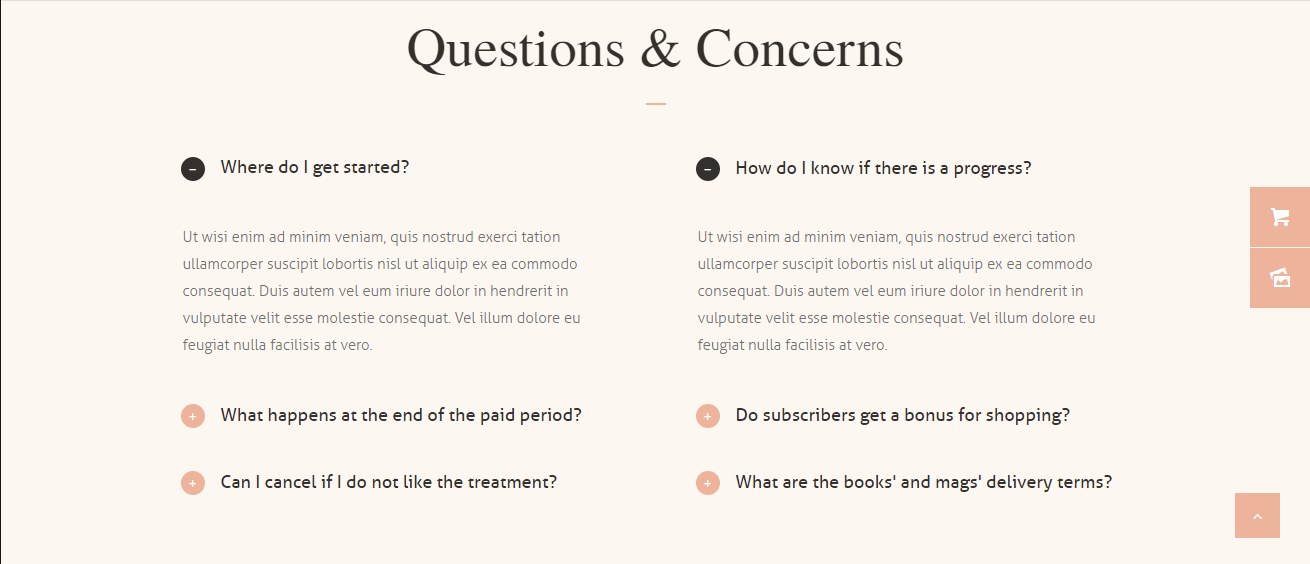 Questions & Concerns
Where do I get started?
Ut wisi enim ad minim veniam, quis nostrud exerci tation
ullamcorper suscipit lobortis nisl ut aliquip ex ea commodo
consequat. Duis autem vel eum iriure dolor in hendrerit in
vulputate velit esse molestie consequat. Vel illum dolore eu
feugiat nulla facilisis at vero.
What happens at the end of the paid period?
Can I cancel if I do not like the treatment?
How do I know if there is a progress?
Ut wisi enim ad minim veniam, quis nostrud exerci tation
ullamcorper suscipit lobortis nisl ut aliquip ex ea commodo
consequat. Duis autem vel eum iriure dolor in hendrerit in
vulputate velit esse molestie consequat. Vel illum dolore eu
feugiat nulla facilisis at vero.
Do subscribers get a bonus for shopping?
What are the books' and mags' delivery terms?